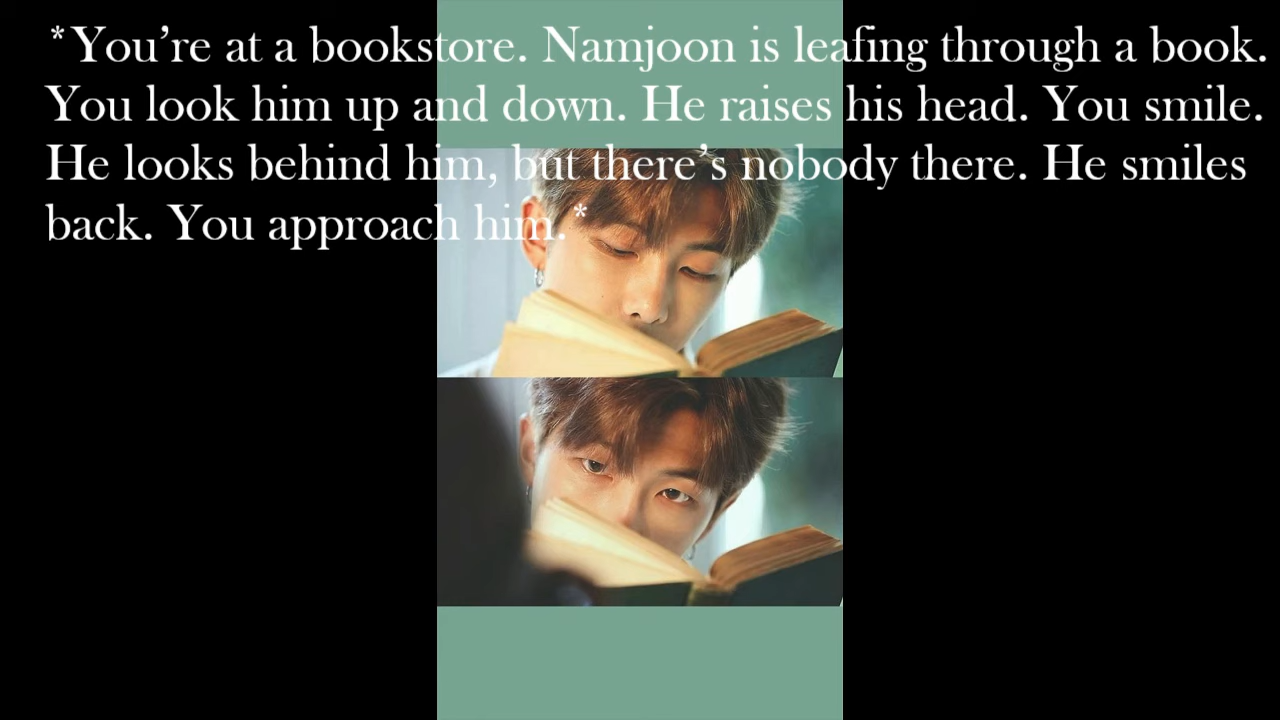 *You’re at a bookstore. Namjoon is leafing through a book.
You look him up and down. He raises his head. You smile.
He looks behind him, but there’s nobody there. He smiles
back. You approach him.*